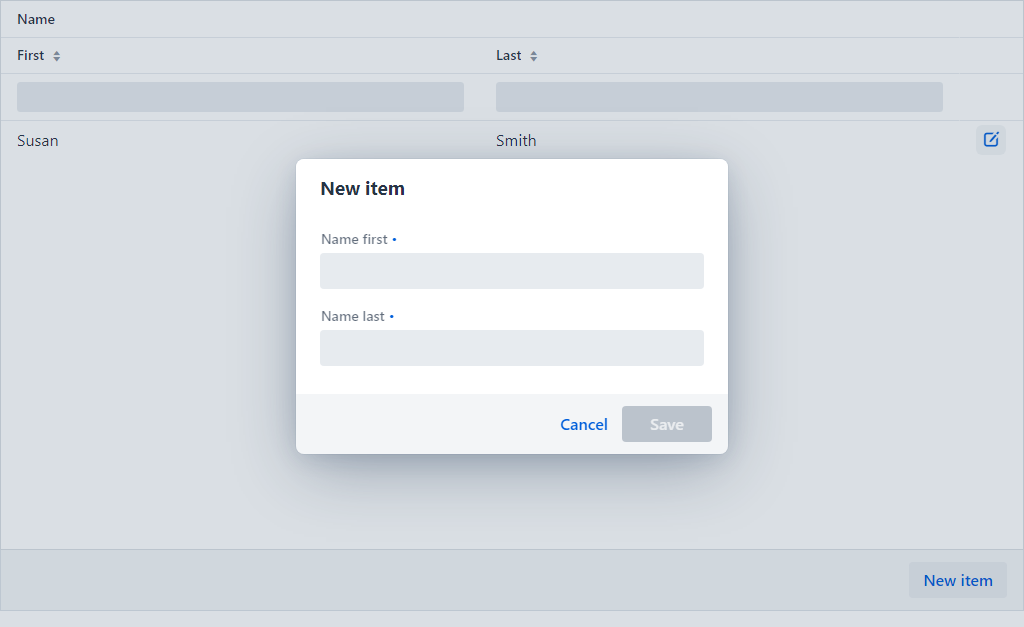 Name
First Last
Susan Smith
New item
Name first •
Name last •
Cancel Save
New item